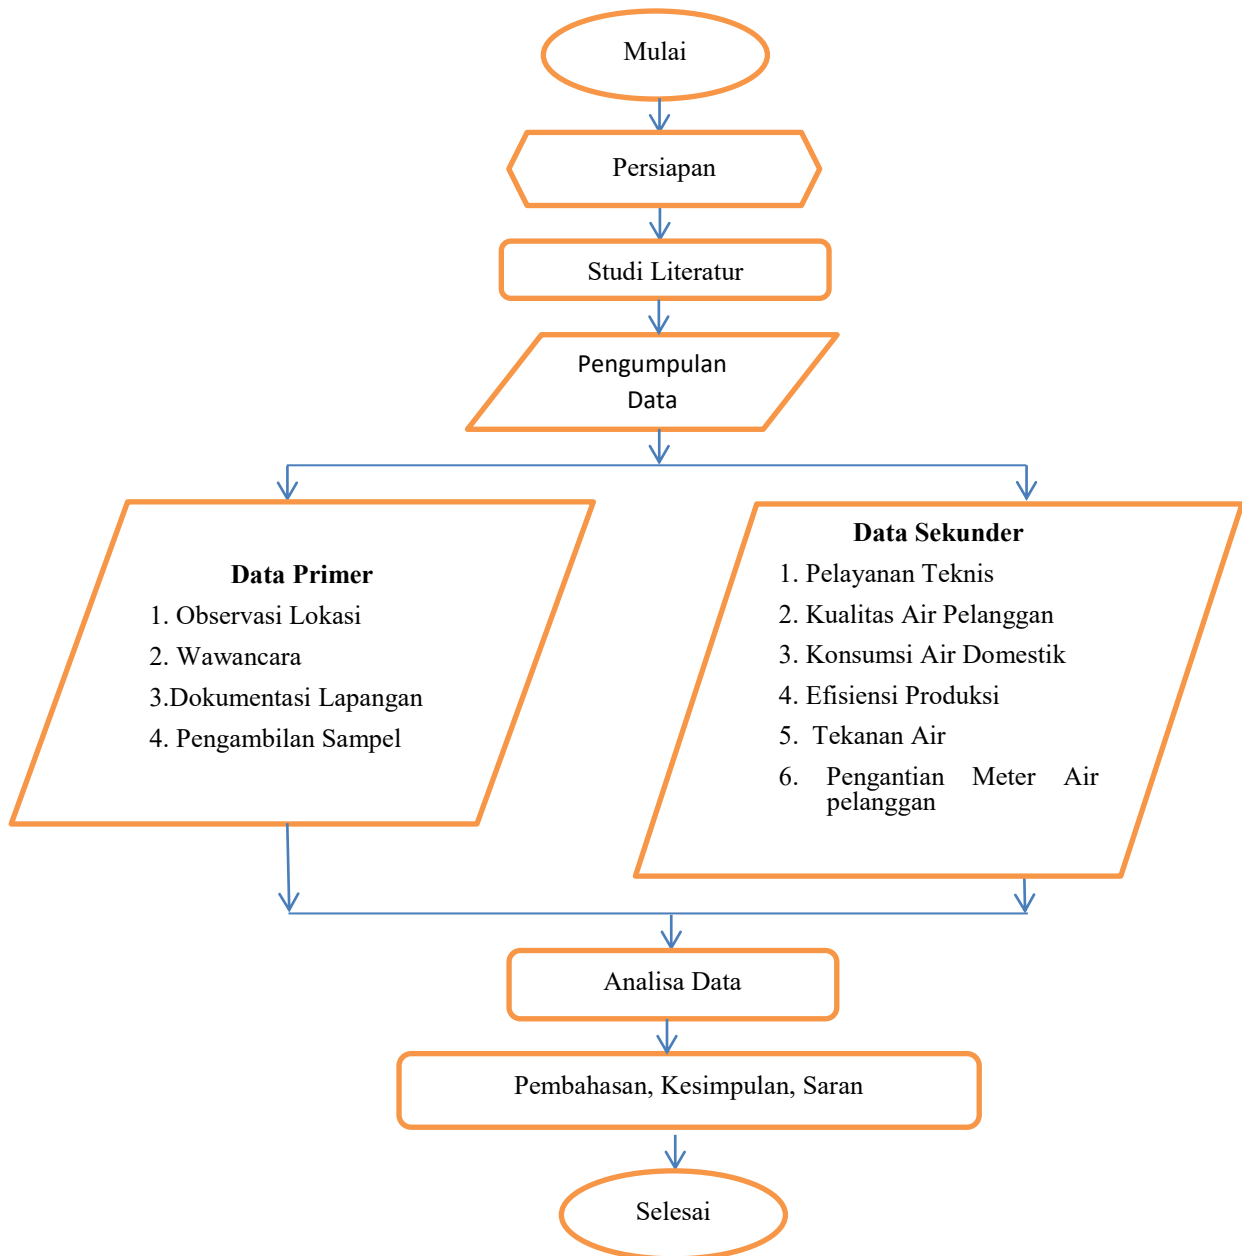 Mulai
Persiapan
Studi Literatur
Pengumpulan
Data
Data Primer
1. Observasi Lokasi
2. Wawancara
3.Dokumentasi Lapangan
4. Pengambilan Sampel
Data Sekunder
1. Pelayanan Teknis
2. Kualitas Air Pelanggan
3. Konsumsi Air Domestik
4. Efisiensi Produksi
5. Tekanan Air
6. Pengantian Meter Air
pelanggan
Analisa Data
Pembahasan, Kesimpulan, Saran
Selesai